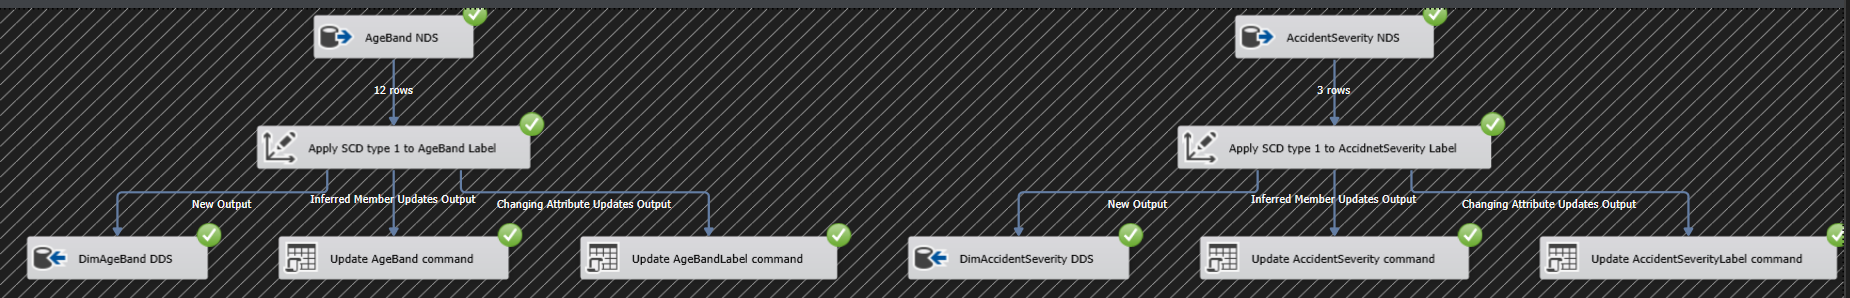 AgeBand NDS
AccidentSeverity NDS
12 rows
3 rows
Apply SCD type 1 to AgeBand Label
Apply SCD type 1 to AccidnetSeverity Label
New Output
Inferred Member Updates Output
Changing Attribute Updates Output
New Output
Inferred Member Updates Output
Changing Attribute Updates Output
DimAgeBand DDS
Update AgeBand command
Update AgeBandLabel command
DimAccidentSeverity DDS
Update AccidentSeverity command
Update AccidentSeverityLabel command